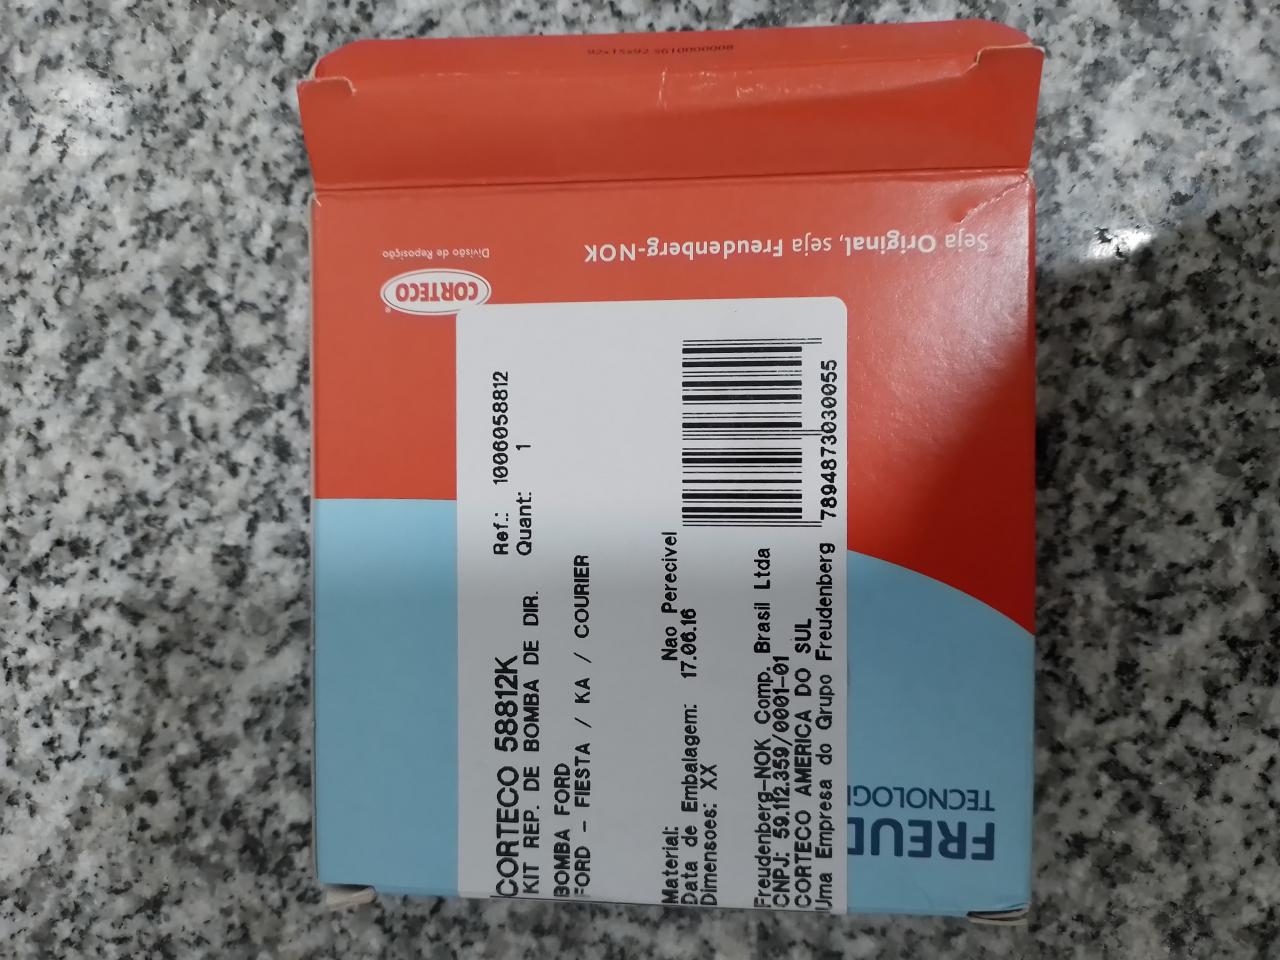 CORTECO 58812K
Ref.: 1006058812
KIT REP. DE BOMBA DE DIR.
Quant: 1
BOMBA FORD
FORD - FIESTA / KA / COURIER
Material: Nao Perecivel
Data de Embalagem: 17.06.16
Dimensoes: XX
Freudenberg-NOK Comp. Brasil Ltda
CNPJ: 59.112.359/0001-01
CORTECO AMERICA DO SUL
Uma Empresa do Grupo Freudenberg
7894873030055
FREUD
TECNOLOGI
Seja Original, seja Freudenberg-NOK
CORTECO®
Divisão de Reposição
92x15x92 5610000008